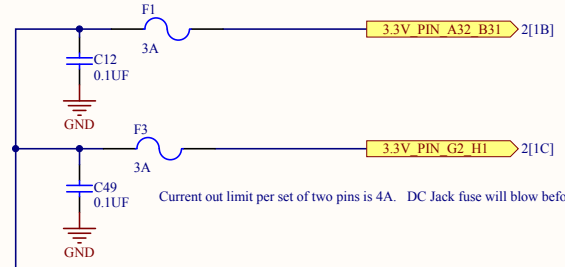 F1
3.3V_PIN_A32_B31 2[1B]
C12
3A
0.1UF
GND
F3
3.3V_PIN_G2_H1 2[1C]
3A
C49
Current out limit per set of two pins is 4A. DC Jack fuse will blow
0.1UF
GND